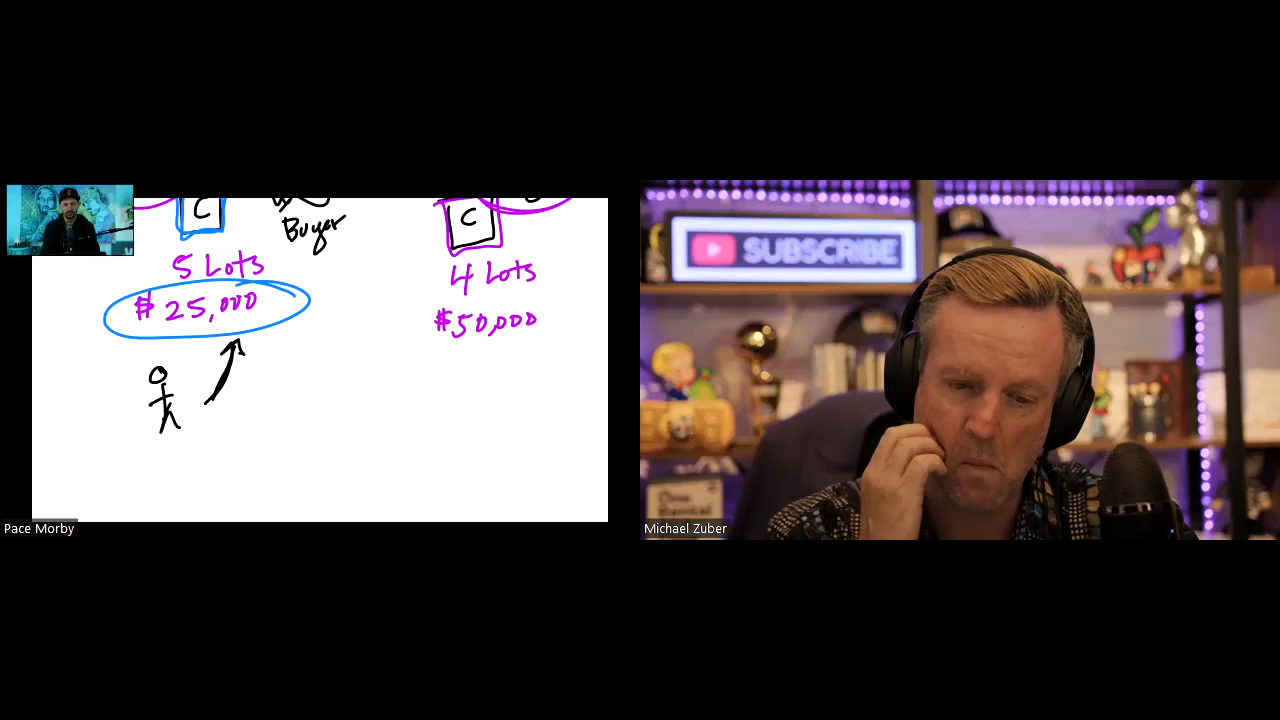 C
Buyer
C
5 Lots
4 Lots
$25,000
$50,000
SUBSCRIBE
Pace Morby
Michael Zuber